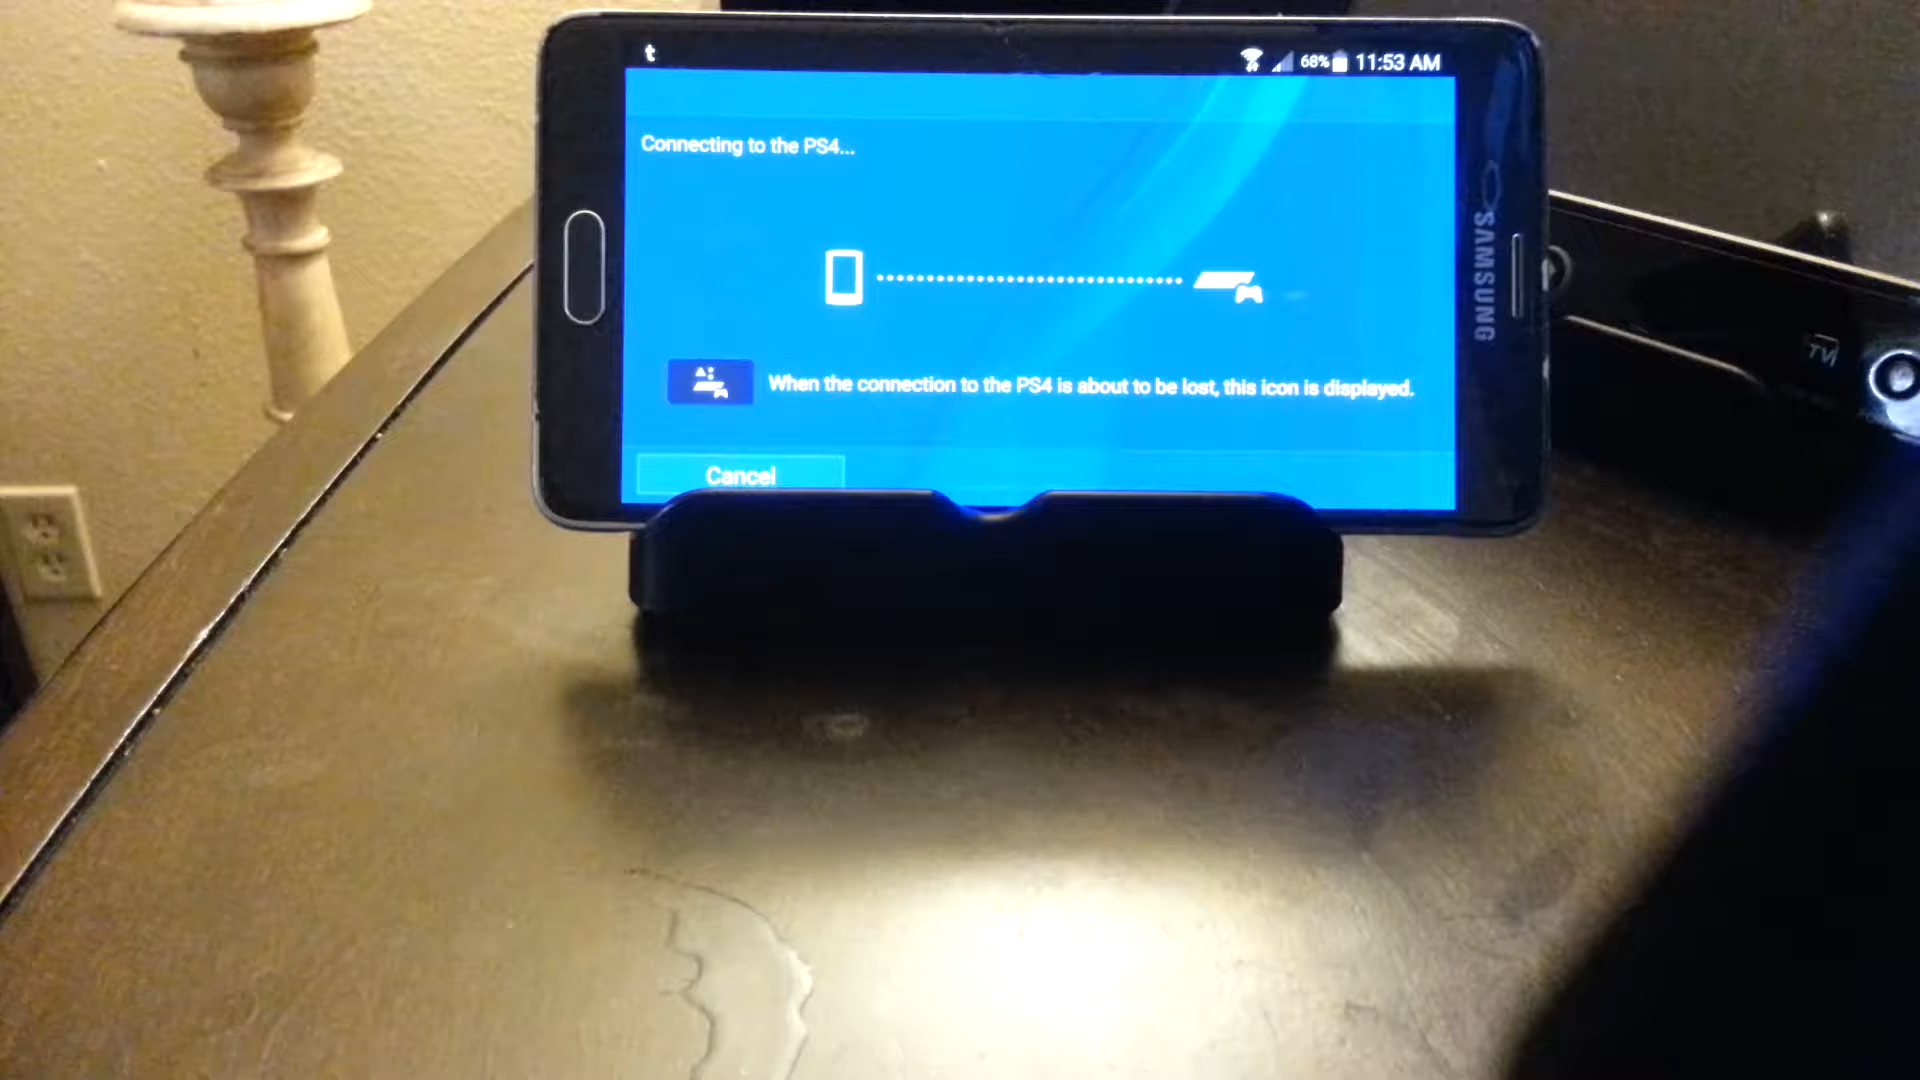 t
68% 11:53 AM
Connecting to the PS4...
When the connection to the PS4 is about to be lost, this icon is displayed.
Cancel
SAMSUNG
TV